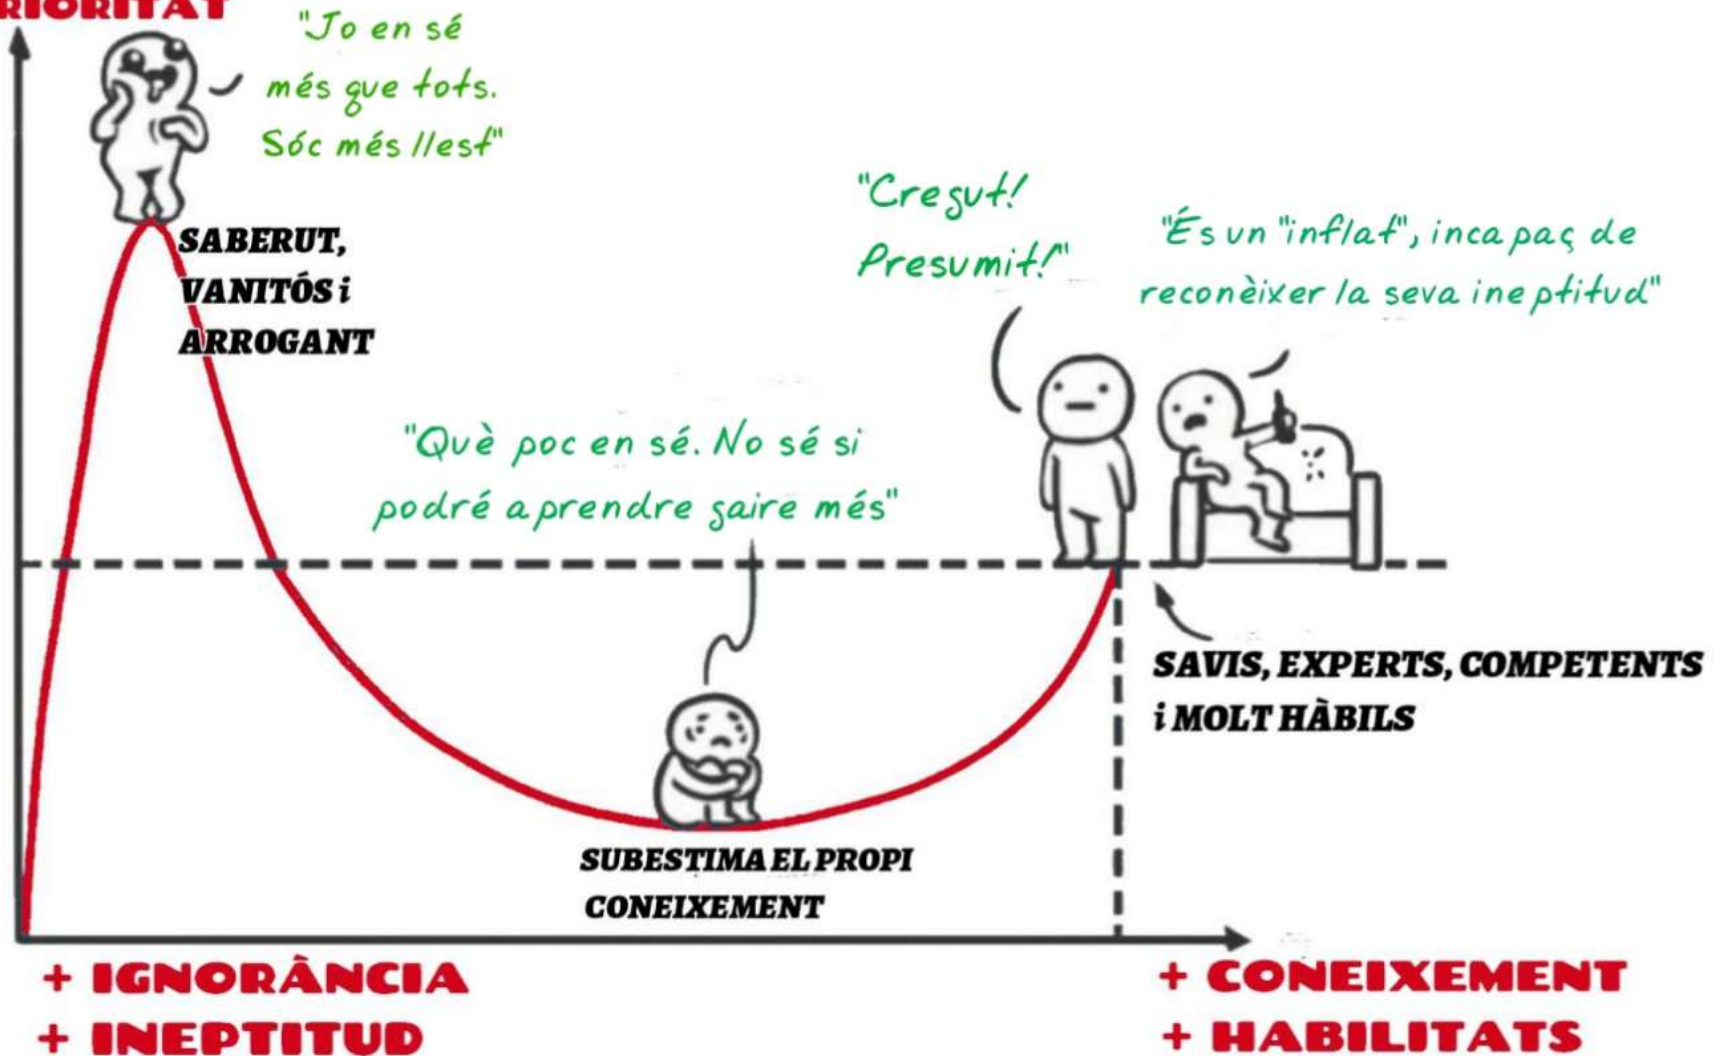 RIORITAT
"Jo en sé
més que tots.
Sóc més llest"
SABERUT,
VANITÓS i
ARROGANT
"Cregut!
Presumit!"
"És un "inflat", incapaç de
reconèixer la seva ineptitud"
"Què poc en sé. No sé si
podré aprendre gaire més"
SAVIS, EXPERTS, COMPETENTS
i MOLT HÀBILS
SUBESTIMA EL PROPI
CONEIXEMENT
+ IGNORÀNCIA
+ INEPTITUD
+ CONEIXEMENT
+ HABILITATS